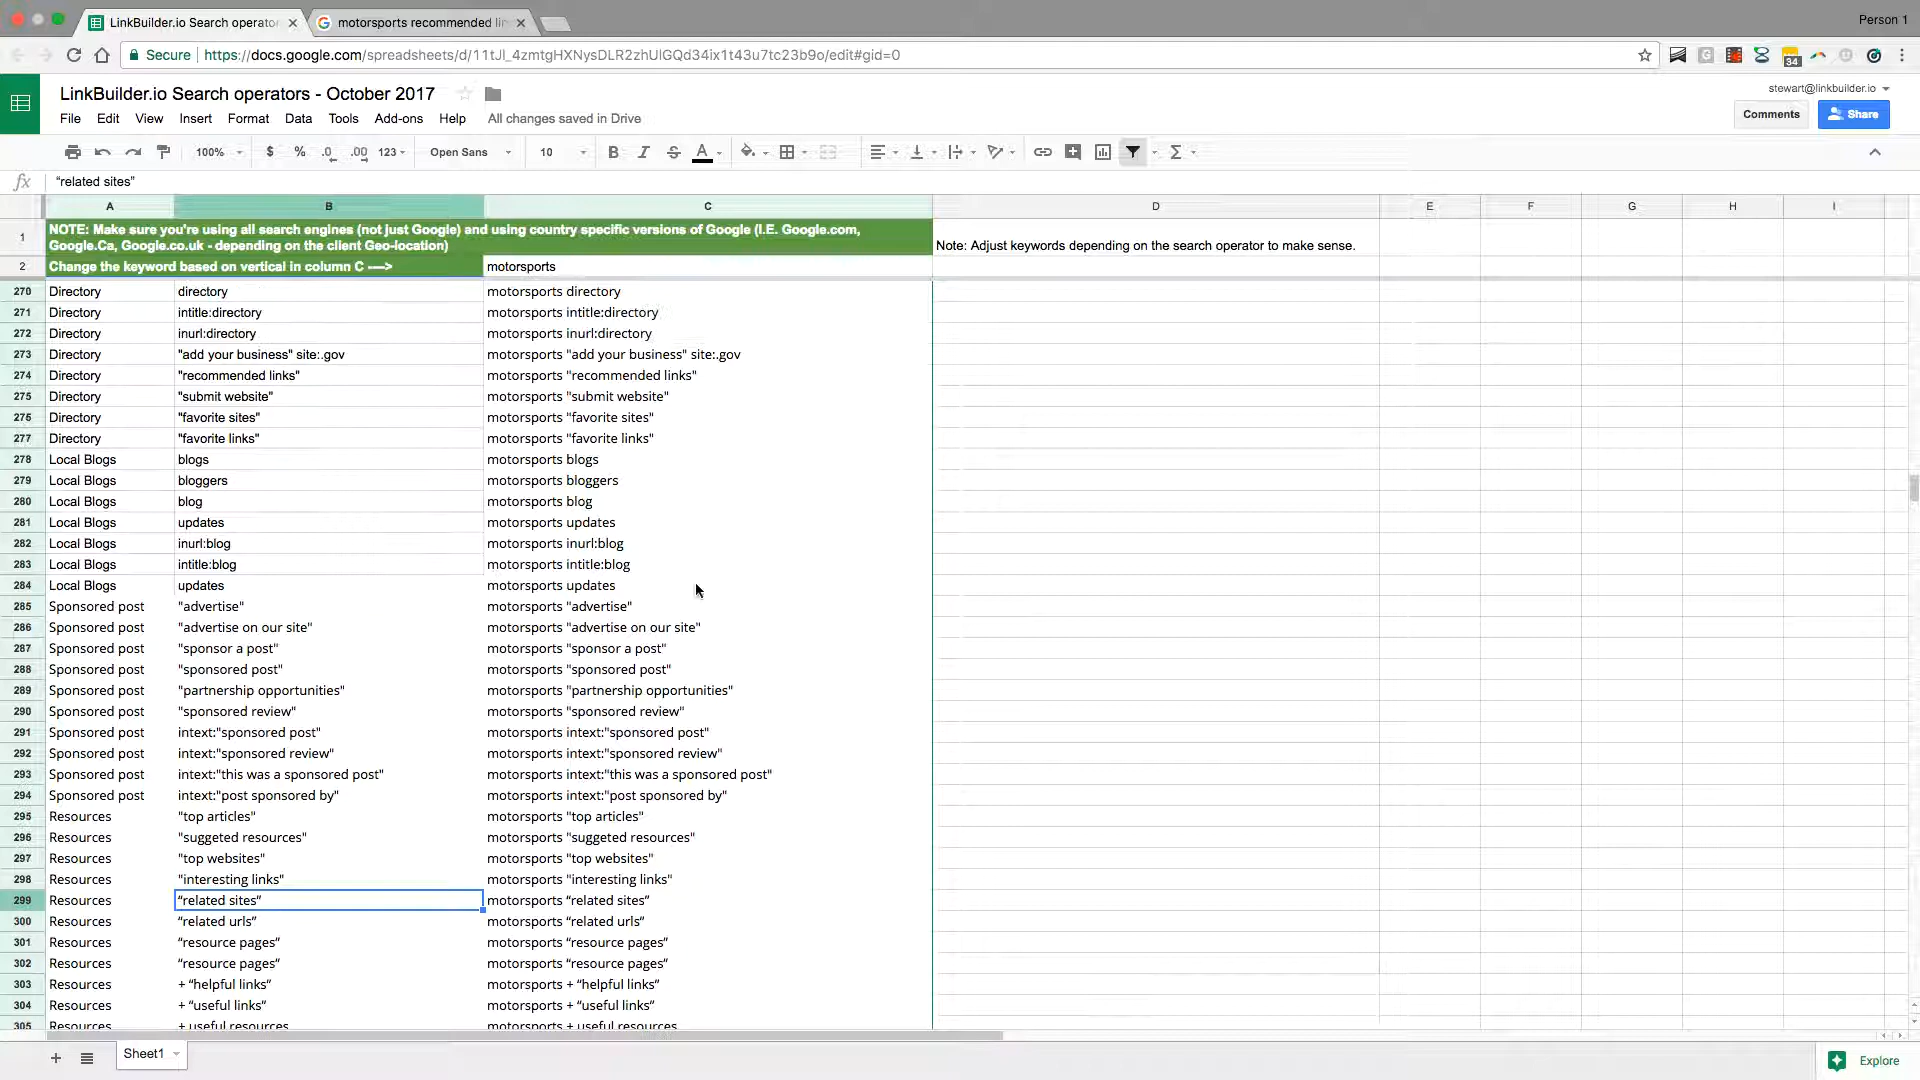 LinkBuilder.io Search operators
motorsports recommended lin
Person 1
Secure https://docs.google.com/spreadsheets/d/11tJl_4zmtgHXNysDLR2zhUlGQd34ix1t43u7tc23b9o/edit#gid=0
34
LinkBuilder.io Search operators - October 2017
stewart@linkbuilder.io
File Edit View Insert Format Data Tools Add-ons Help All changes saved in Drive
Comments Share
100% $ % .0 .00 123 Open Sans 10 B I S A Σ
fx “related sites”
A B C D E F G H I
1 NOTE: Make sure you're using all search engines (not just Google) and using country specific versions of Google (I.E. Google.com,
Google.Ca, Google.co.uk - depending on the client Geo-location)
Note: Adjust keywords depending on the search operator to make sense.
2 Change the keyword based on vertical in column C ----> motorsports
270 Directory directory motorsports directory
271 Directory intitle:directory motorsports intitle:directory
272 Directory inurl:directory motorsports inurl:directory
273 Directory "add your business" site:.gov motorsports "add your business" site:.gov
274 Directory "recommended links" motorsports "recommended links"
275 Directory "submit website" motorsports "submit website"
276 Directory "favorite sites" motorsports "favorite sites"
277 Directory "favorite links" motorsports "favorite links"
278 Local Blogs blogs motorsports blogs
279 Local Blogs bloggers motorsports bloggers
280 Local Blogs blog motorsports blog
281 Local Blogs updates motorsports updates
282 Local Blogs inurl:blog motorsports inurl:blog
283 Local Blogs intitle:blog motorsports intitle:blog
284 Local Blogs updates motorsports updates
285 Sponsored post "advertise" motorsports "advertise"
286 Sponsored post "advertise on our site" motorsports "advertise on our site"
287 Sponsored post "sponsor a post" motorsports "sponsor a post"
288 Sponsored post "sponsored post" motorsports "sponsored post"
289 Sponsored post "partnership opportunities" motorsports "partnership opportunities"
290 Sponsored post "sponsored review" motorsports "sponsored review"
291 Sponsored post intext:"sponsored post" motorsports intext:"sponsored post"
292 Sponsored post intext:"sponsored review" motorsports intext:"sponsored review"
293 Sponsored post intext:"this was a sponsored post" motorsports intext:"this was a sponsored post"
294 Sponsored post intext:"post sponsored by" motorsports intext:"post sponsored by"
295 Resources "top articles" motorsports "top articles"
296 Resources "suggeted resources" motorsports "suggeted resources"
297 Resources "top websites" motorsports "top websites"
298 Resources "interesting links" motorsports "interesting links"
299 Resources “related sites” motorsports “related sites”
300 Resources “related urls” motorsports “related urls”
301 Resources “resource pages” motorsports “resource pages”
302 Resources “resource pages” motorsports “resource pages”
303 Resources + “helpful links” motorsports + “helpful links”
304 Resources + “useful links” motorsports + “useful links”
305 Resources + useful resources motorsports + useful resources
Sheet1
Explore